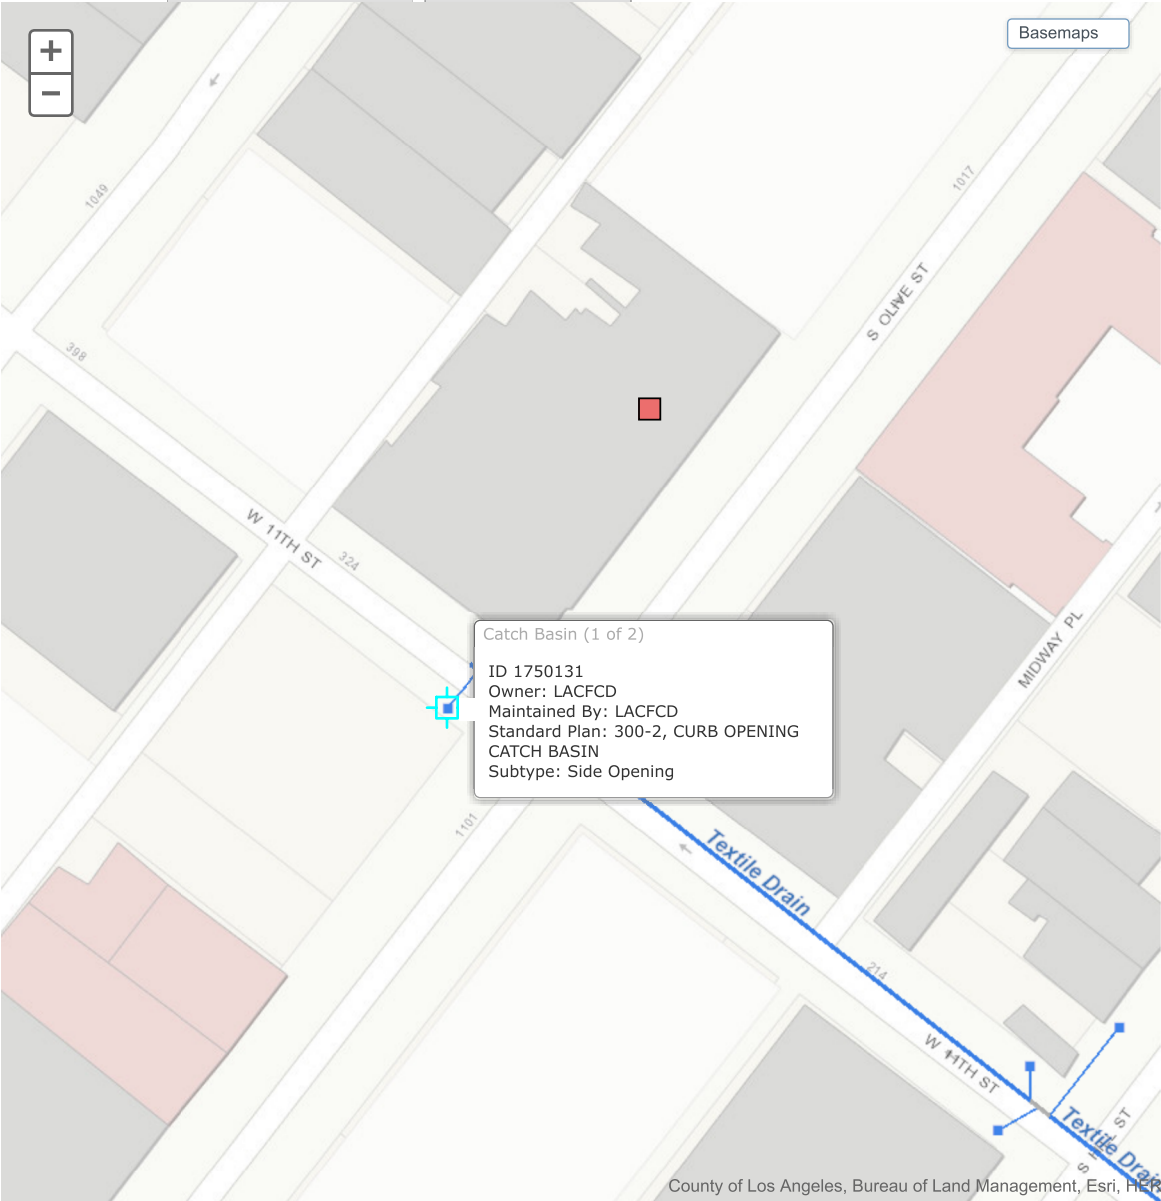 +
Basemaps
−
1049
1017
S OLIVE ST
398
W 11TH ST
324
MIDWAY PL
Catch Basin (1 of 2)
ID 1750131
Owner: LACFCD
Maintained By: LACFCD
Standard Plan: 300-2, CURB OPENING
CATCH BASIN
Subtype: Side Opening
1101
Textile Drain
214
W 11TH ST
Textile Drain
County of Los Angeles, Bureau of Land Management, Esri, HER